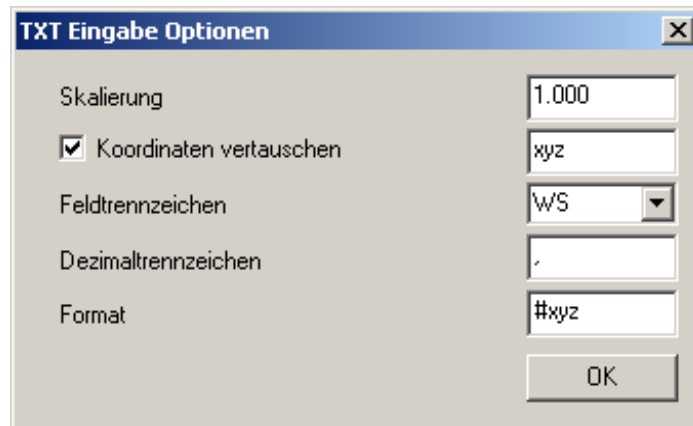 TXT Eingabe Optionen
Skalierung 1.000
Koordinaten vertauschen xyz
Feldtrennzeichen WS
Dezimaltrennzeichen ,
Format #xyz
OK